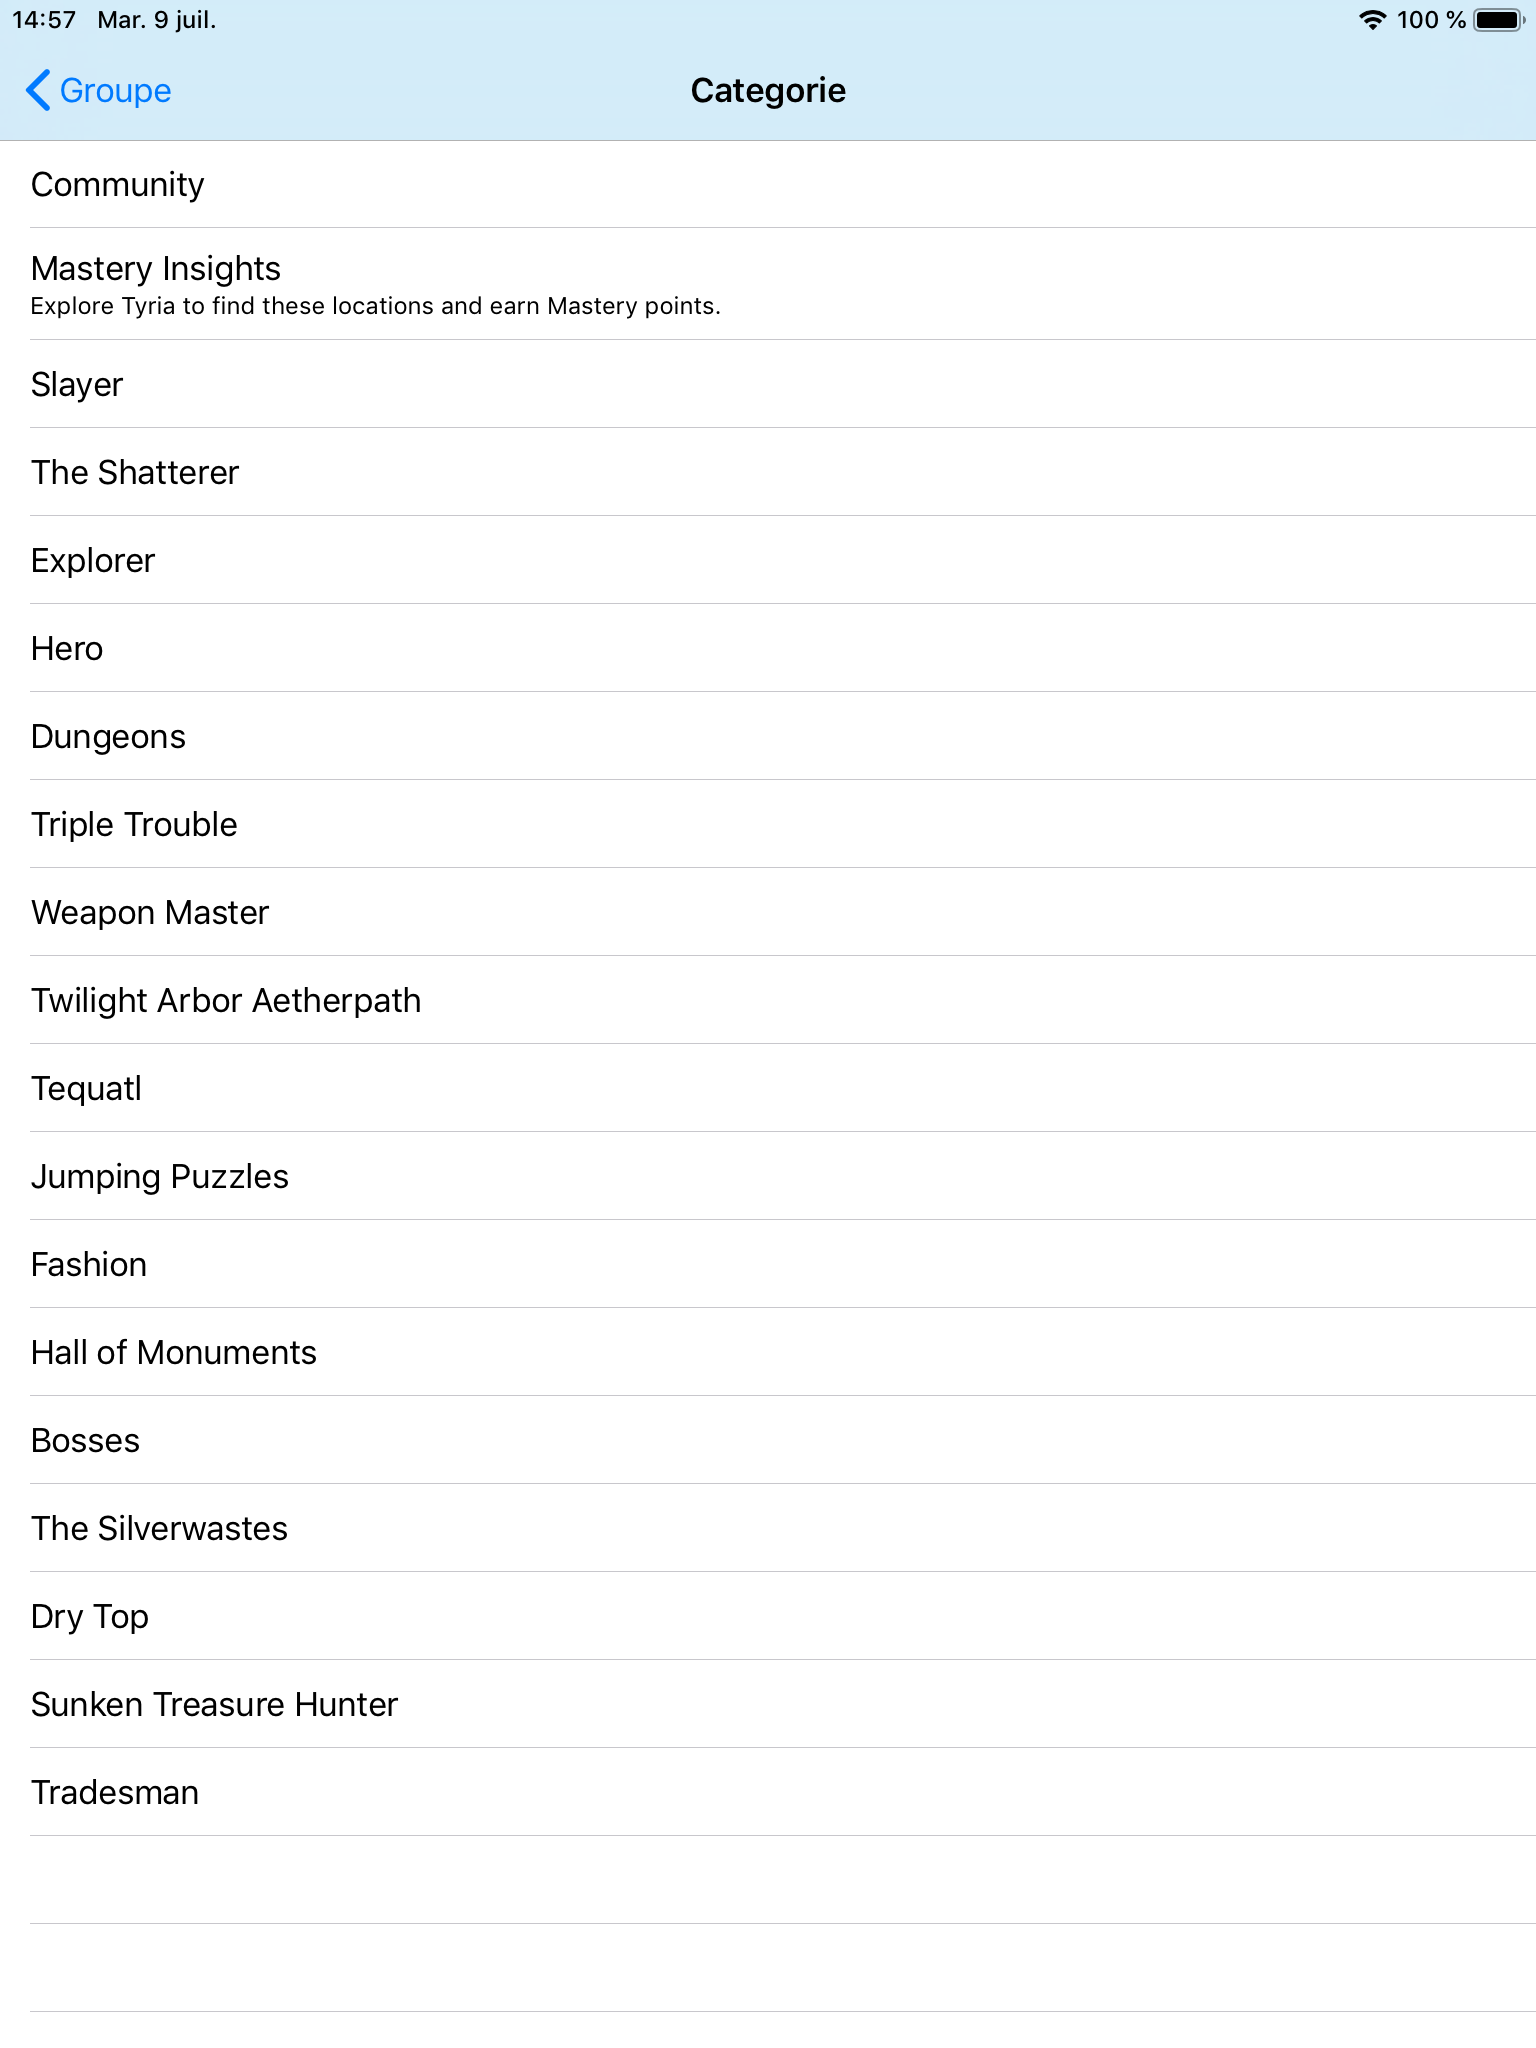 14:57 Mar. 9 juil. 100 %
Groupe Categorie
Community
Mastery Insights
Explore Tyria to find these locations and earn Mastery points.
Slayer
The Shatterer
Explorer
Hero
Dungeons
Triple Trouble
Weapon Master
Twilight Arbor Aetherpath
Tequatl
Jumping Puzzles
Fashion
Hall of Monuments
Bosses
The Silverwastes
Dry Top
Sunken Treasure Hunter
Tradesman